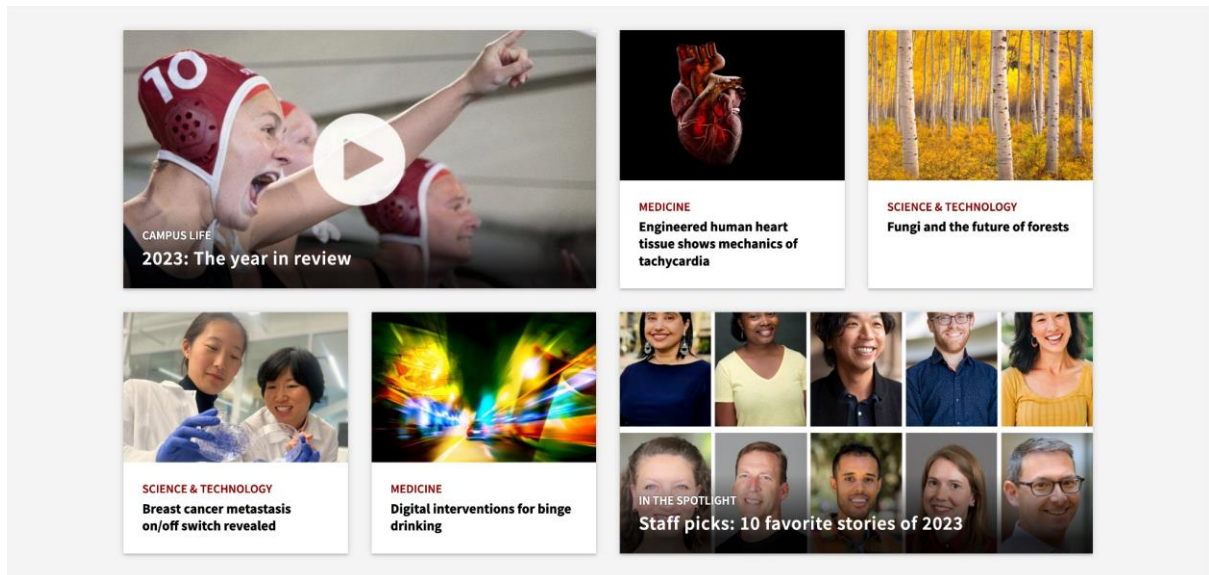 10
CAMPUS LIFE
2023: The year in review
MEDICINE
Engineered human heart
tissue shows mechanics of
tachycardia
SCIENCE & TECHNOLOGY
Fungi and the future of forests
SCIENCE & TECHNOLOGY
Breast cancer metastasis
on/off switch revealed
MEDICINE
Digital interventions for binge
drinking
IN THE SPOTLIGHT
Staff picks: 10 favorite stories of 2023